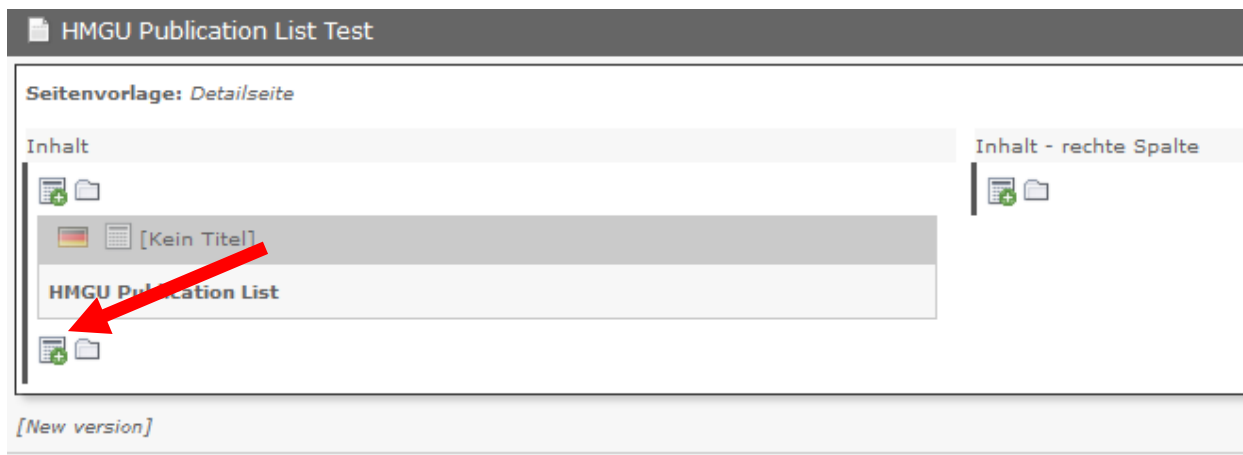 HMGU Publication List Test
Seitenvorlage: Detailseite
Inhalt
Inhalt - rechte Spalte
[Kein Titel]
HMGU Publication List
[New version]